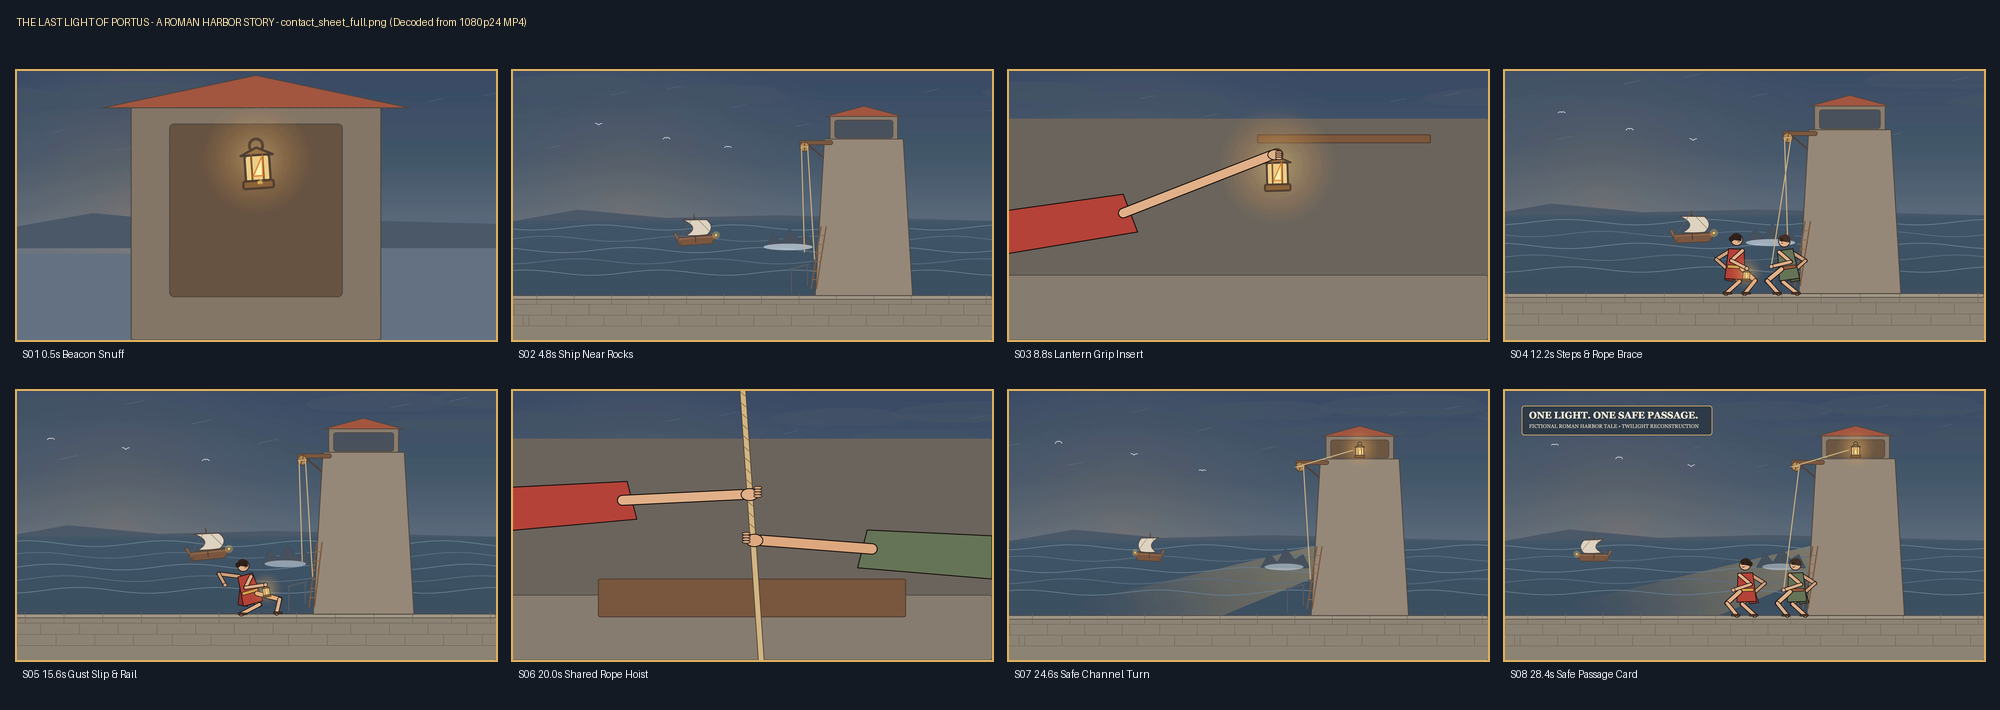 THE LAST LIGHT OF PORTUS - A ROMAN HARBOR STORY - contact_sheet_full.png (Decoded from 1080p24 MP4)
S01 0.5s Beacon Snuff
S02 4.8s Ship Near Rocks
S03 8.8s Lantern Grip Insert
S04 12.2s Steps & Rope Brace
ONE LIGHT. ONE SAFE PASSAGE.
FICTIONAL ROMAN HARBOR TALE • TWILIGHT RECONSTRUCTION
S05 15.6s Gust Slip & Rail
S06 20.0s Shared Rope Hoist
S07 24.6s Safe Channel Turn
S08 28.4s Safe Passage Card